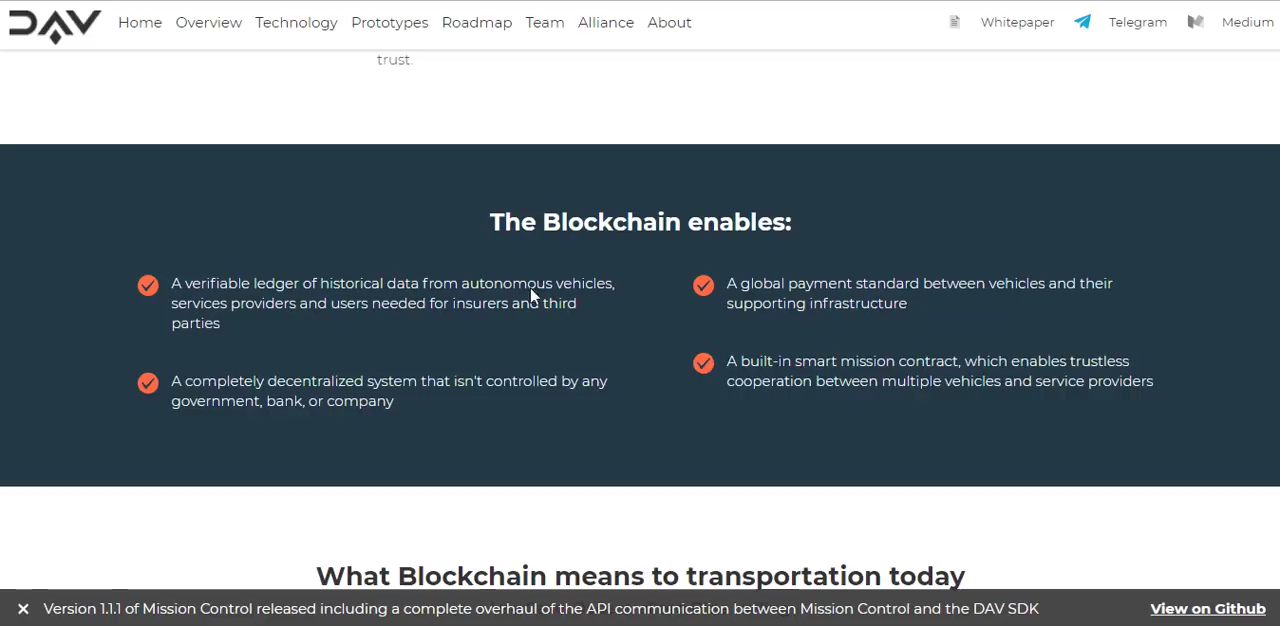 DAV Home Overview Technology Prototypes Roadmap Team Alliance About Whitepaper Telegram Medium
trust.
The Blockchain enables:
A verifiable ledger of historical data from autonomous vehicles,
services providers and users needed for insurers and third
parties
A completely decentralized system that isn't controlled by any
government, bank, or company
A global payment standard between vehicles and their
supporting infrastructure
A built-in smart mission contract, which enables trustless
cooperation between multiple vehicles and service providers
What Blockchain means to transportation today
× Version 1.1.1 of Mission Control released including a complete overhaul of the API communication between Mission Control and the DAV SDK View on Github